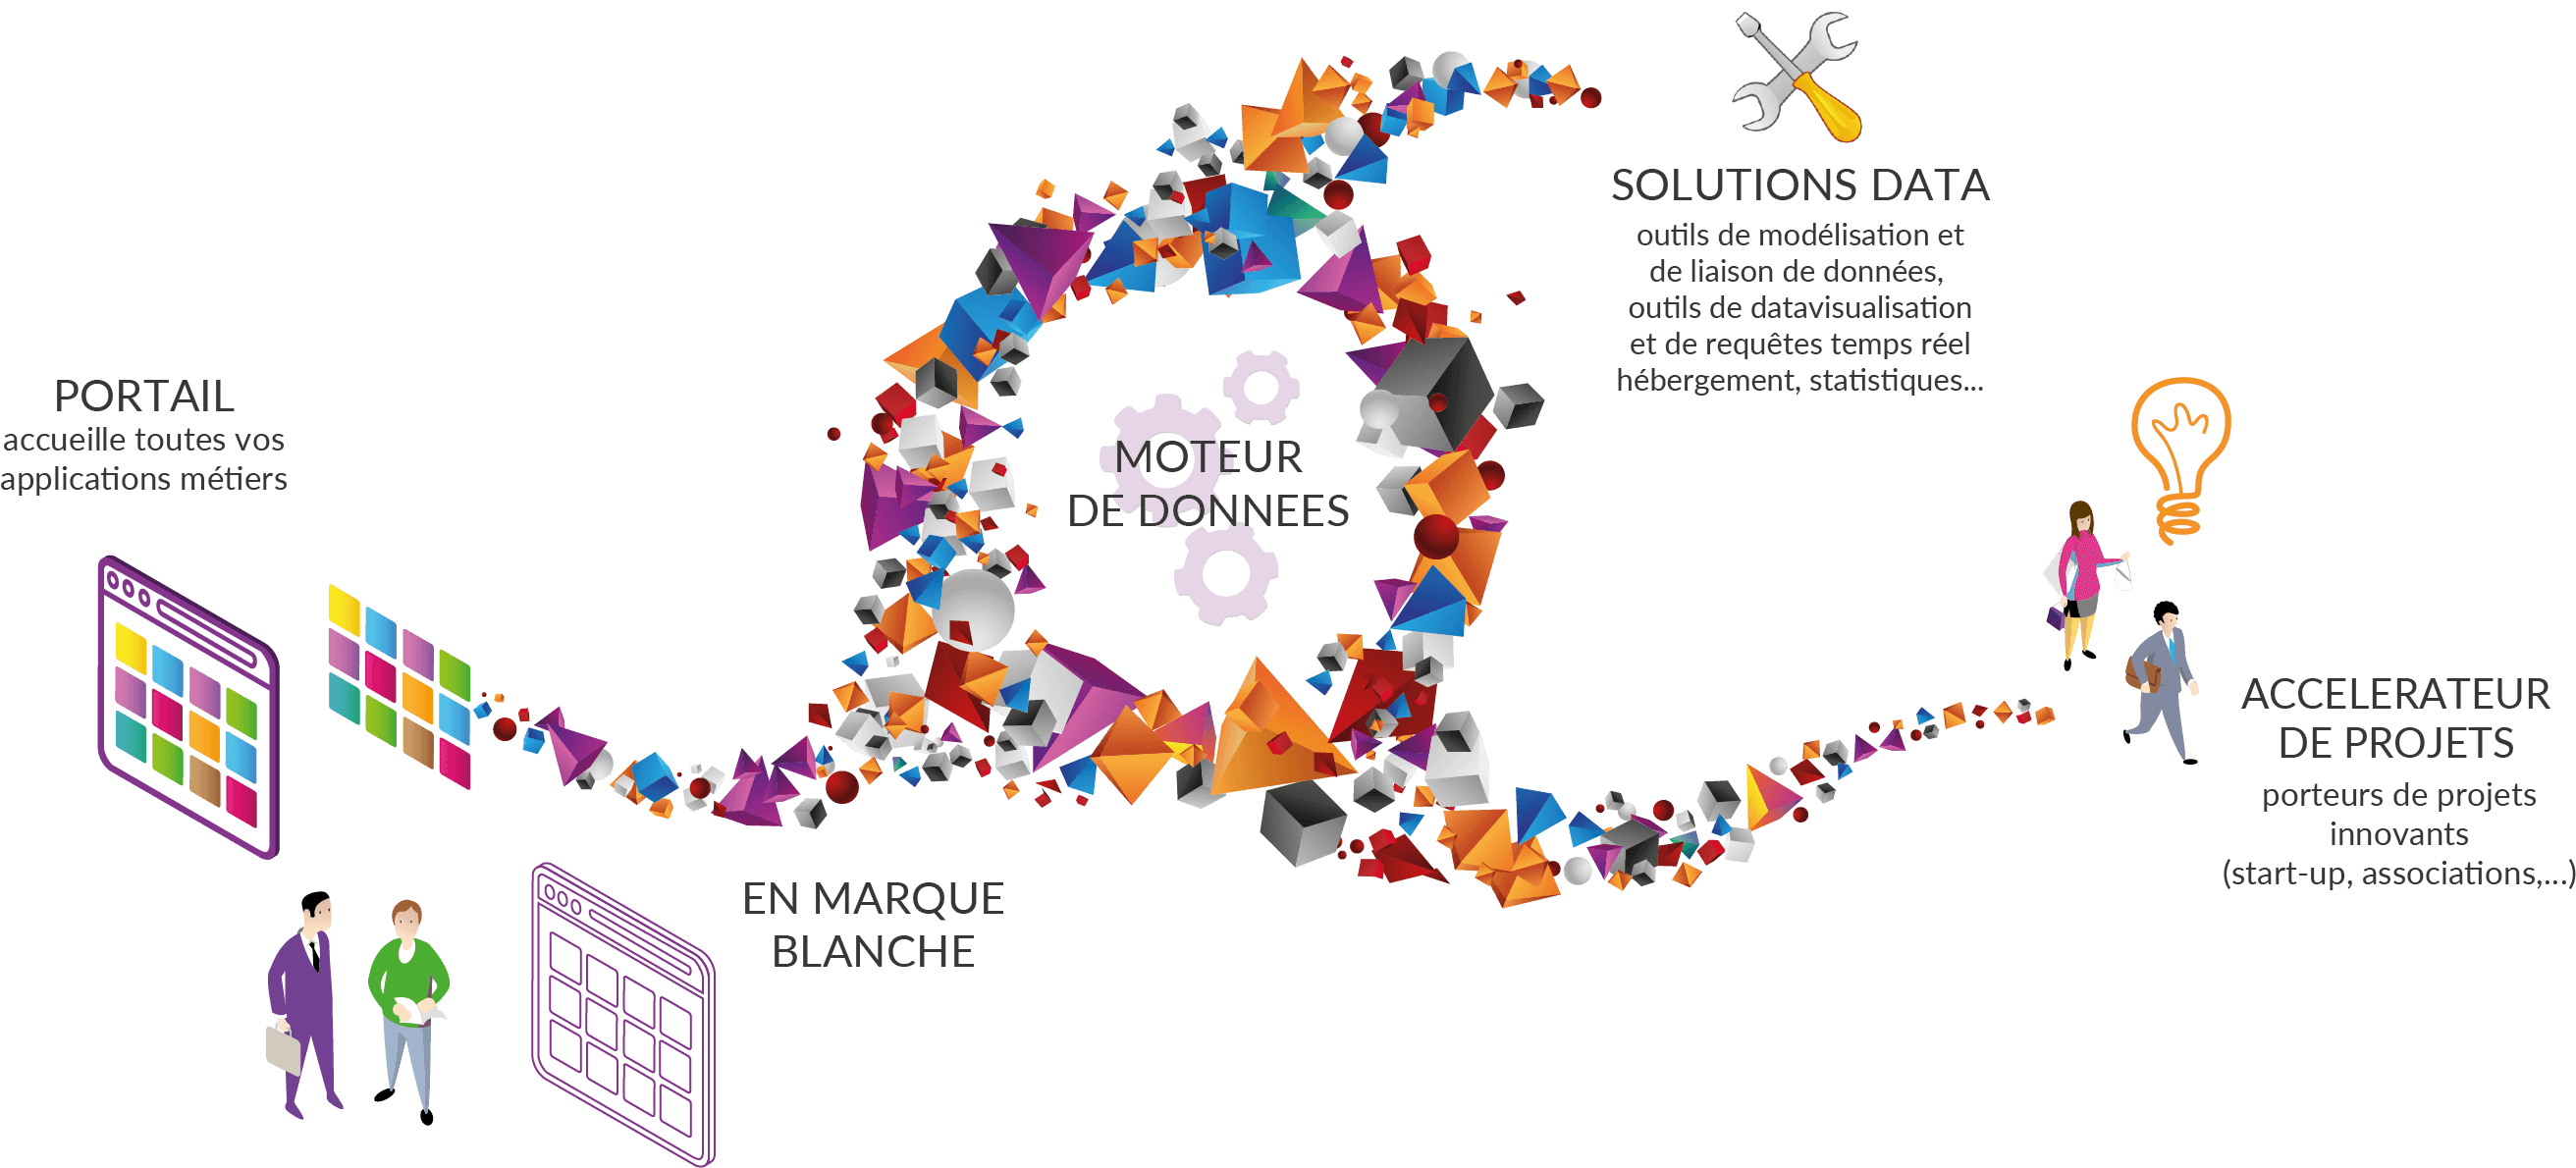 SOLUTIONS DATA
outils de modélisation et
de liaison de données,
outils de datavisualisation
et de requêtes temps réel
hébergement, statistiques...
PORTAIL
accueille toutes vos
applications métiers
MOTEUR
DE DONNEES
ACCELERATEUR
DE PROJETS
porteurs de projets
innovants
(start-up, associations,...)
EN MARQUE
BLANCHE